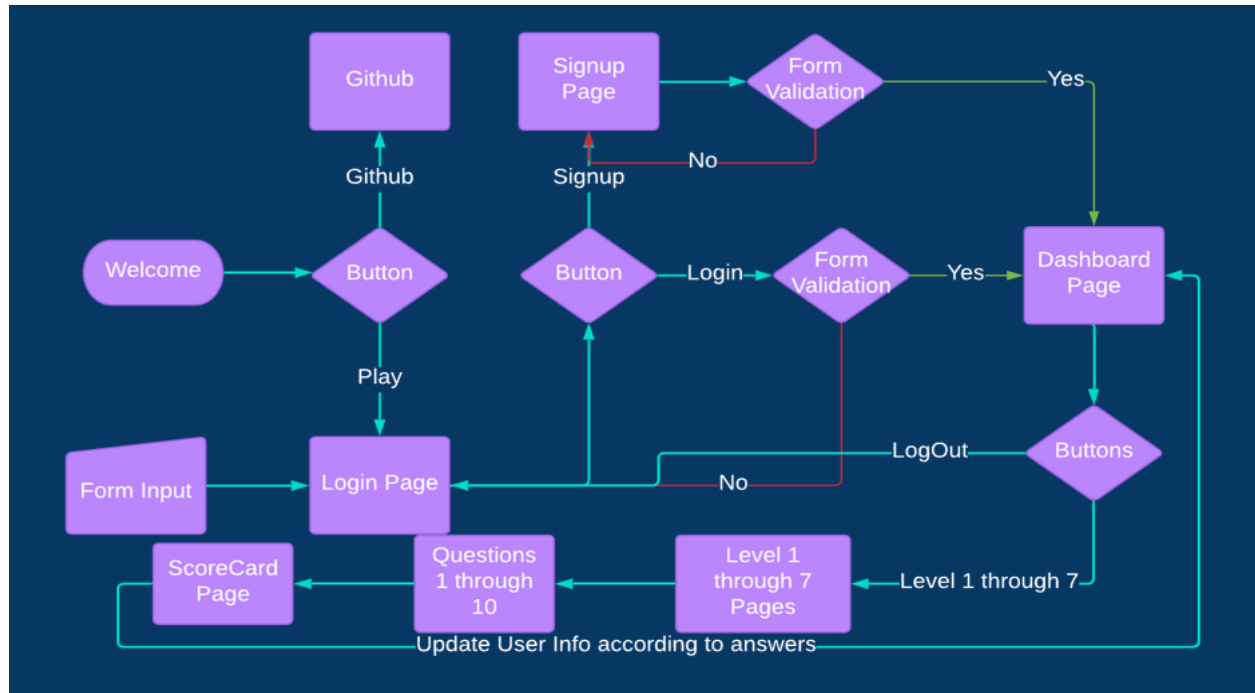 Github
Signup
Page
Form
Validation
Yes
No
Github
Signup
Welcome
Button
Button
Login
Form
Validation
Yes
Dashboard
Page
Play
LogOut
Buttons
Form Input
Login Page
No
ScoreCard
Page
Questions
1 through
10
Level 1
through 7
Pages
Level 1 through 7
Update User Info according to answers